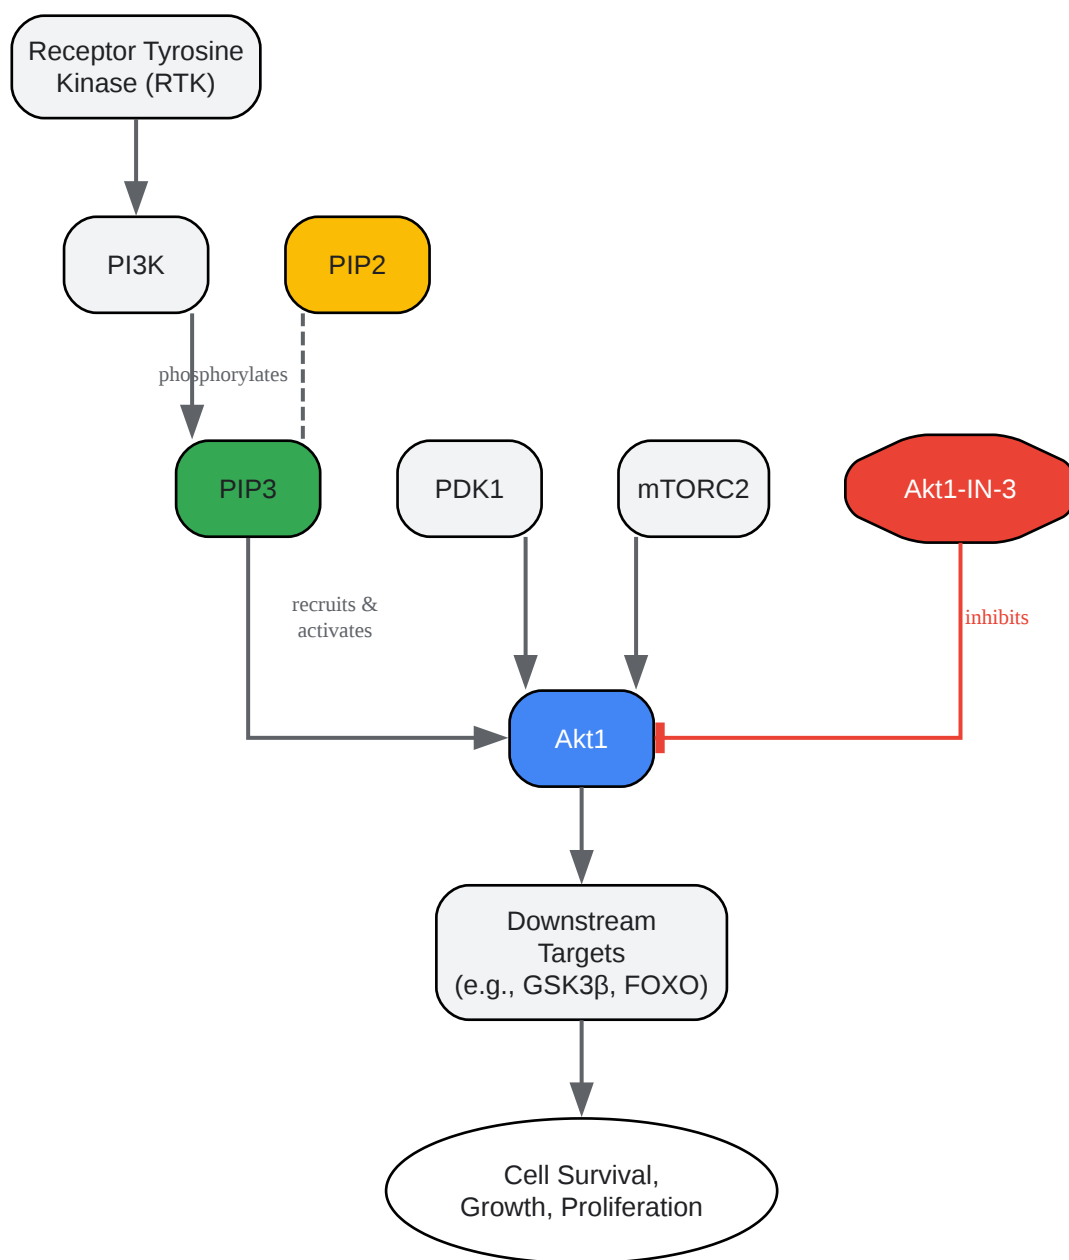 Receptor Tyrosine
Kinase (RTK)
PI3K
PIP2
phosphorylates
PIP3
PDK1
mTORC2
Akt1-IN-3
recruits &
activates
inhibits
Akt1
Downstream
Targets
(e.g., GSK3β, FOXO)
Cell Survival,
Growth, Proliferation